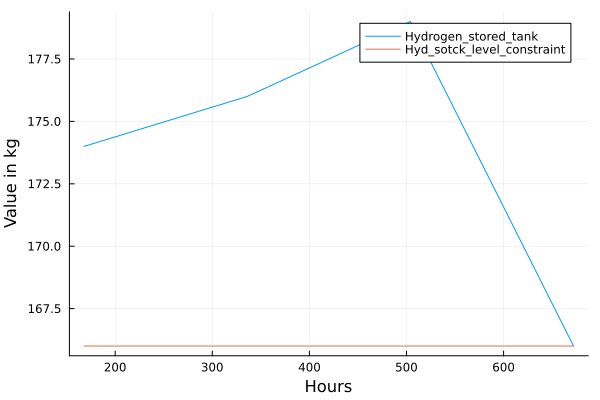 Hydrogen_stored_tank
Hyd_sotck_level_constraint
177.5
175.0
172.5
170.0
167.5
Value in kg
200 300 400 500 600
Hours